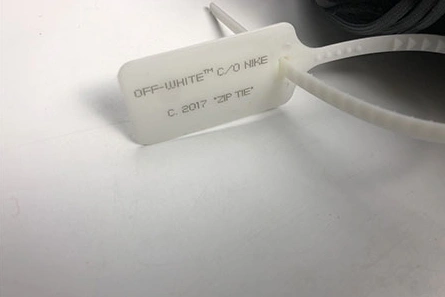 OFF-WHITE™ C/O NIKE
C. 2017 "ZIP TIE"